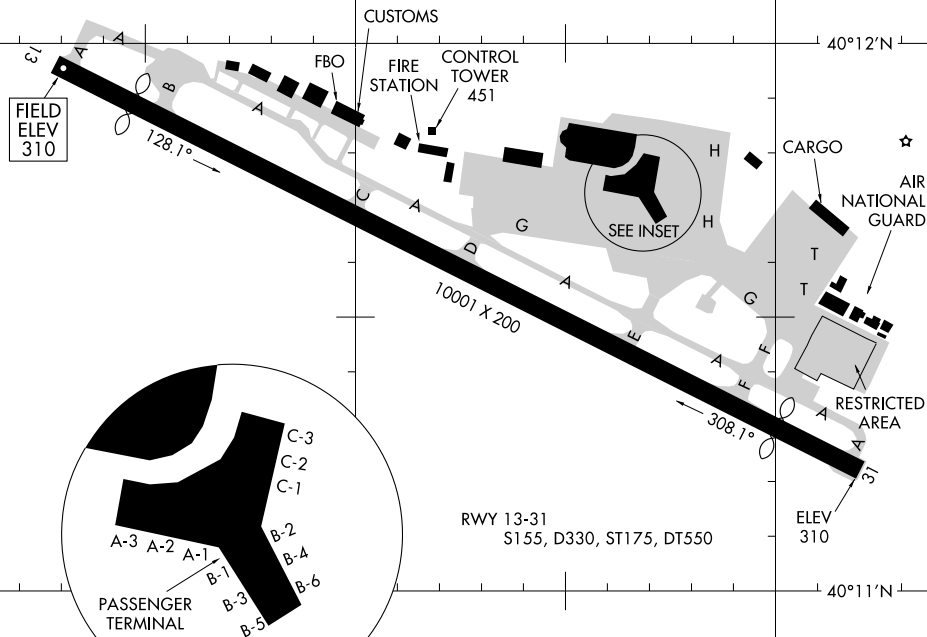 CUSTOMS
13
A
A
40°12'N
FBO
FIRE
STATION
CONTROL
TOWER
451
B
A
FIELD
ELEV
310
128.1°
H
CARGO
AIR
NATIONAL
GUARD
C
A
SEE INSET
H
G
D
T
A
T
G
10001 X 200
E
A
F
F
RESTRICTED
AREA
A
308.1°
A
31
ELEV
310
C-3
C-2
C-1
RWY 13-31
S155, D330, ST175, DT550
A-3
A-2
A-1
B-2
B-4
B-6
B-1
B-3
B-5
PASSENGER
TERMINAL
40°11'N